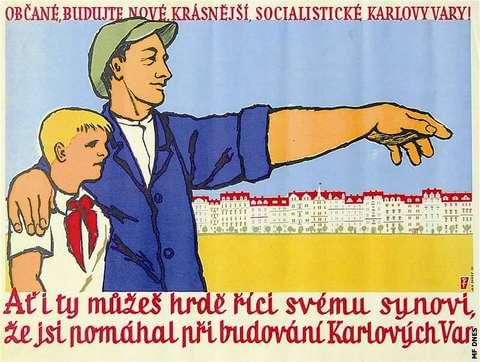 OBČANÉ, BUDUJTE NOVÉ, KRÁSNĚJŠÍ, SOCIALISTICKÉ KARLOVY VARY!
Ať i ty můžeš hrdě říci svému synovi,
že jsi pomáhal při budování Karlových Var
MF DNES